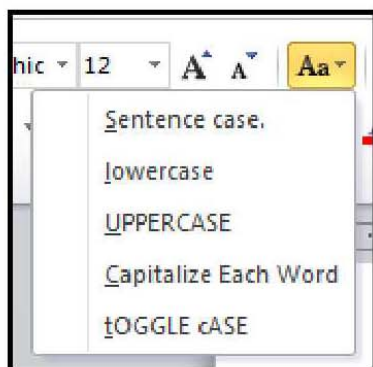 hic 12 A A Aa
Sentence case.
lowercase
UPPERCASE
Capitalize Each Word
tOGGLE cASE